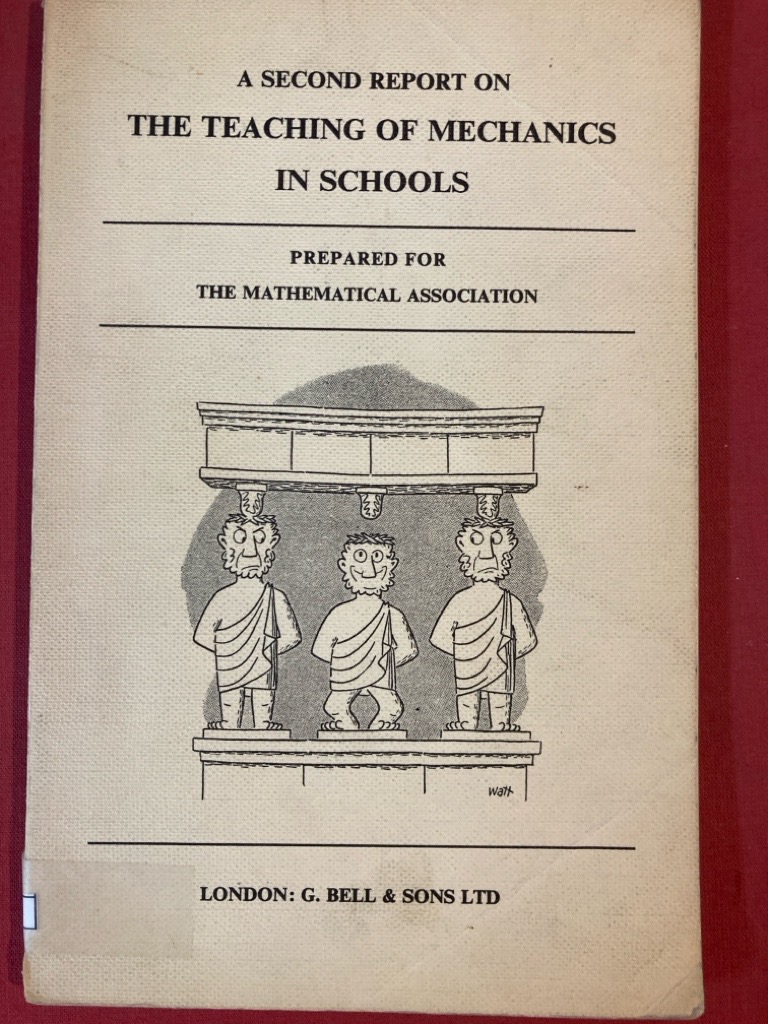 A SECOND REPORT ON
THE TEACHING OF MECHANICS
IN SCHOOLS
PREPARED FOR
THE MATHEMATICAL ASSOCIATION
Watt
LONDON: G. BELL & SONS LTD